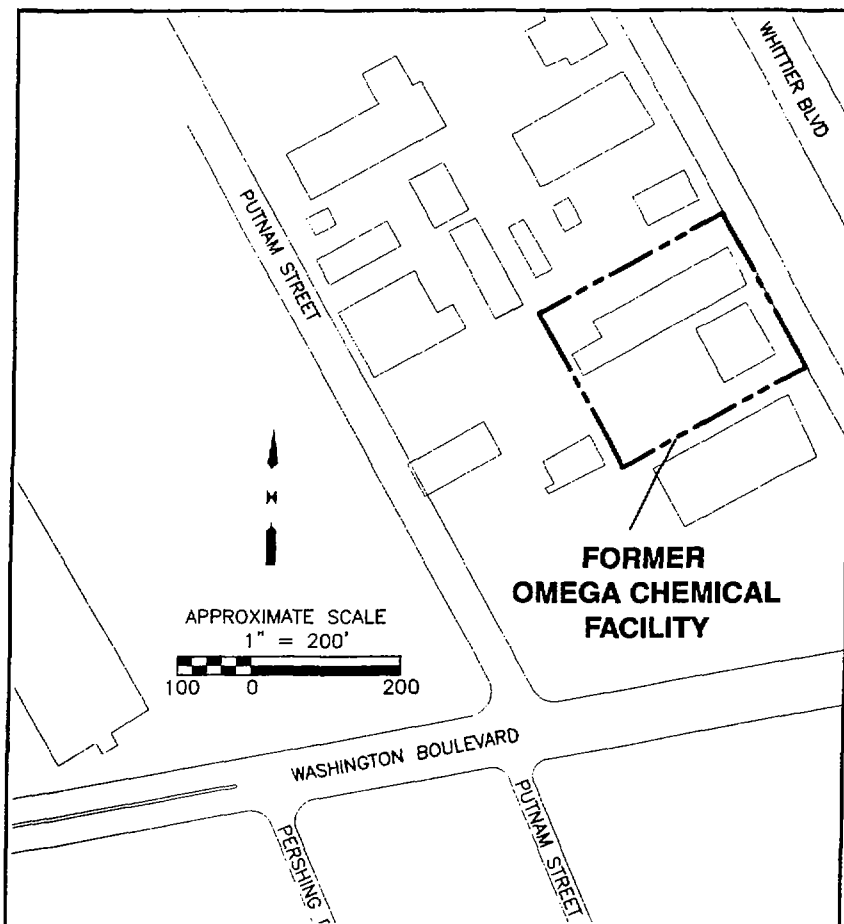 WHITTIER BLVD
PUTNAM STREET
N
FORMER
OMEGA CHEMICAL
FACILITY
APPROXIMATE SCALE
1" = 200'
100 0 200
WASHINGTON BOULEVARD
PERSHING
PUTNAM STREET